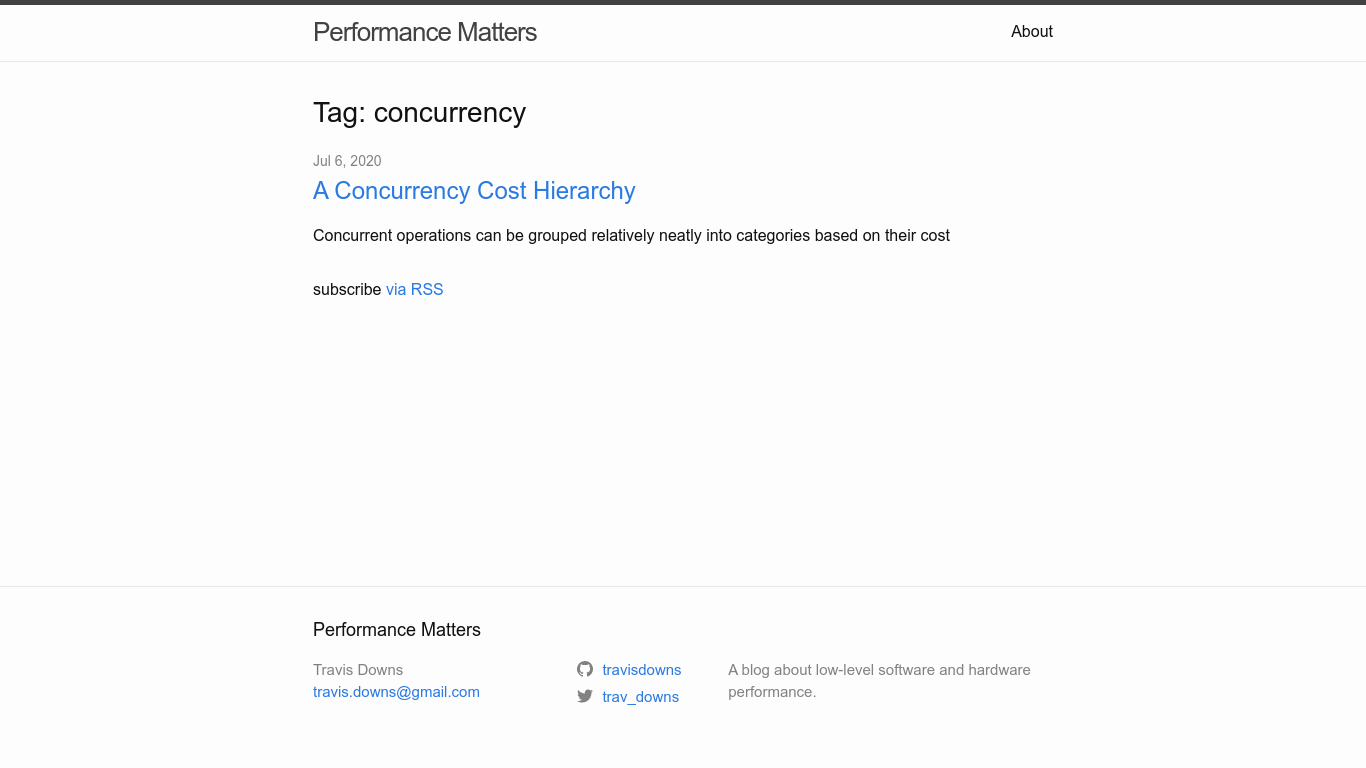 Performance Matters
About
Tag: concurrency
Jul 6, 2020
A Concurrency Cost Hierarchy
Concurrent operations can be grouped relatively neatly into categories based on their cost
subscribe via RSS
Performance Matters
Travis Downs
travis.downs@gmail.com
travisdowns
trav_downs
A blog about low-level software and hardware
performance.